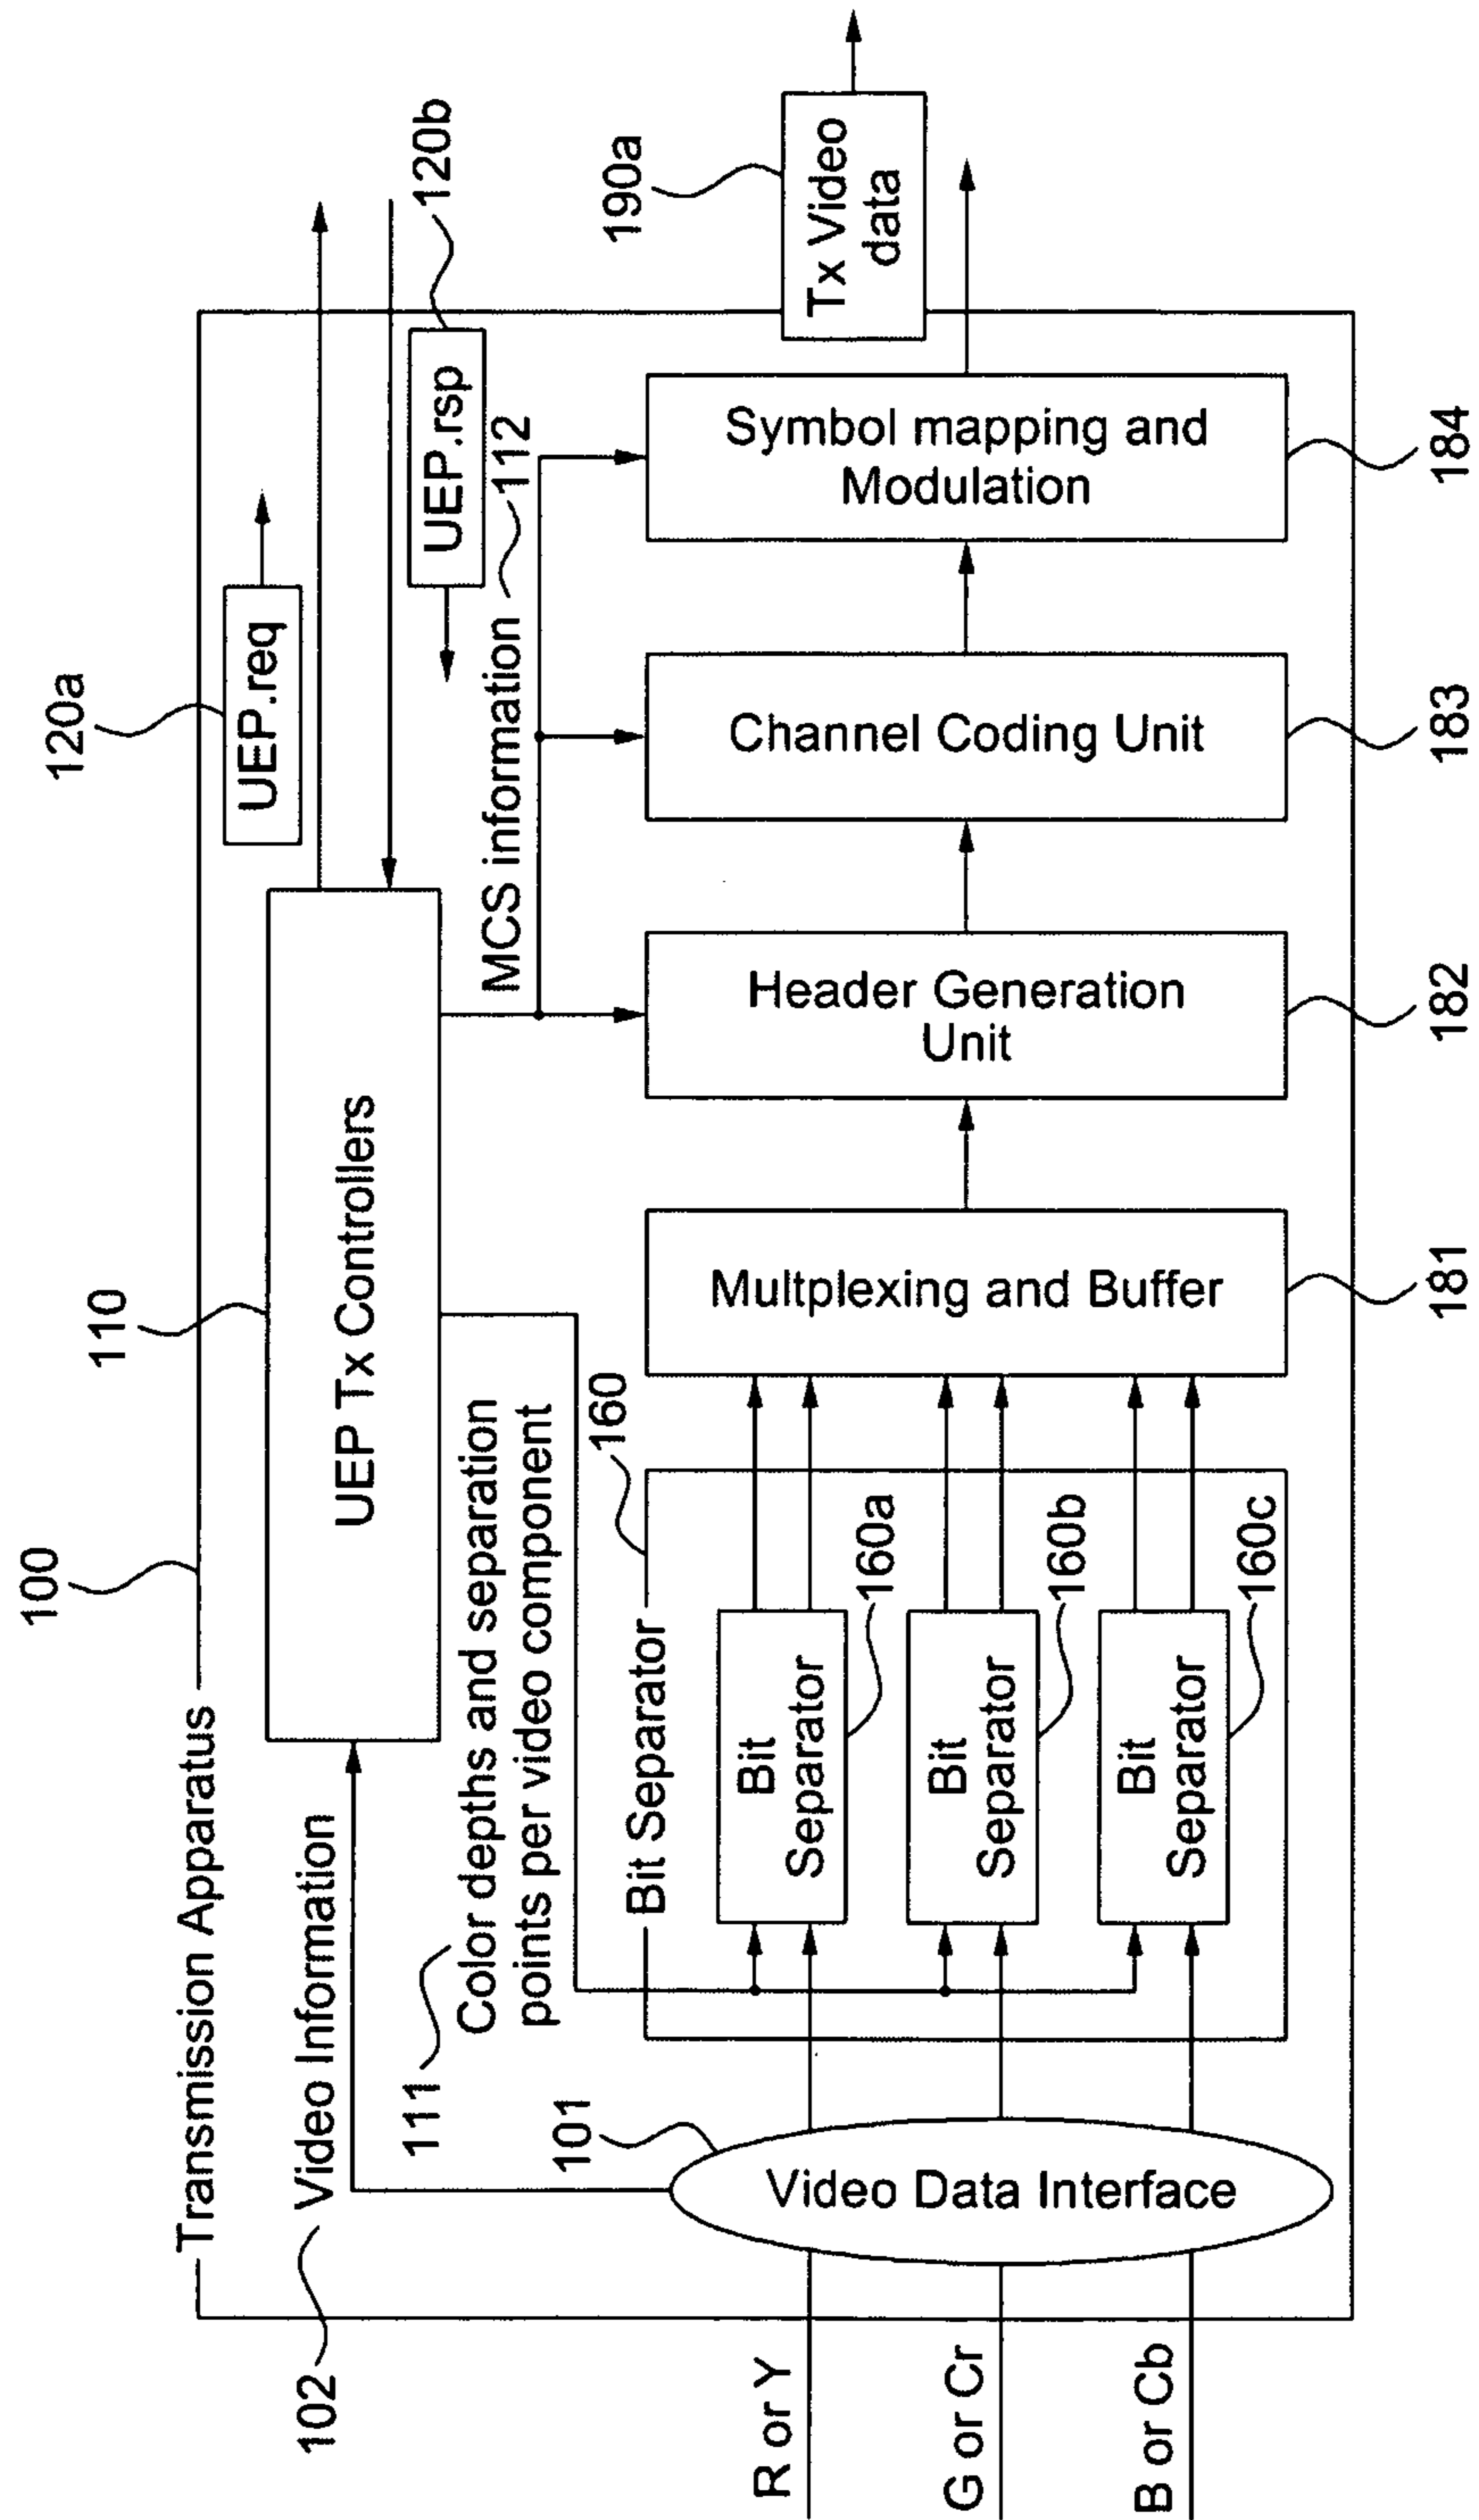 100
Transmission Apparatus
102
Video Information
110
UEP Tx Controllers
120a
UEP.req
120b
UEP.rsp
111
Color depths and separation
points per video component
MCS information
112
101
Video Data Interface
R or Y
G or Cr
B or Cb
160
Bit Separator
Bit
Separator
160a
Bit
Separator
160b
Bit
Separator
160c
Multplexing and Buffer
181
Header Generation
Unit
182
Channel Coding Unit
183
Symbol mapping and
Modulation
184
190a
Tx Video
data